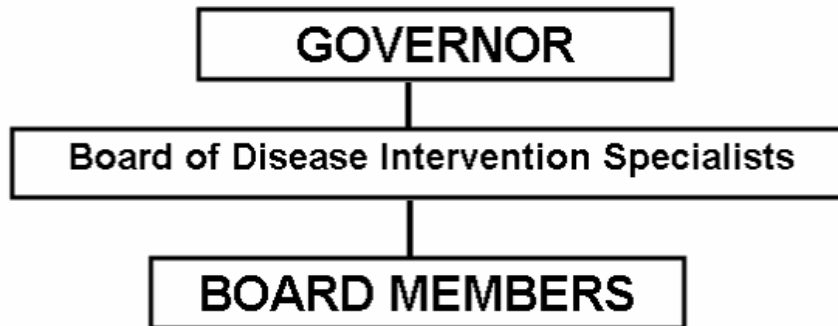 GOVERNOR
Board of Disease Intervention Specialists
BOARD MEMBERS